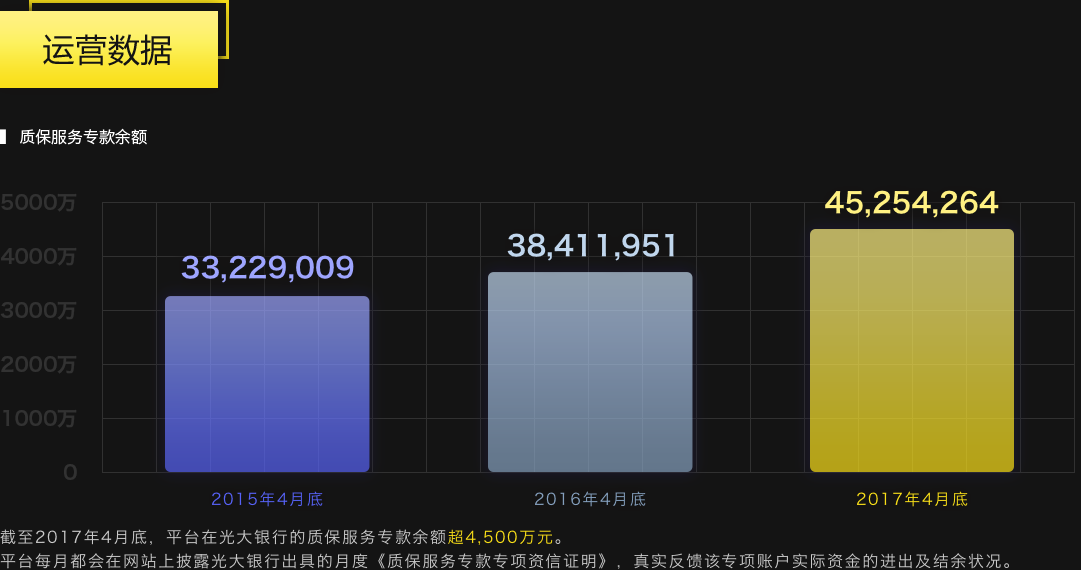 运营数据
质保服务专款余额
5000万
4000万
3000万
2000万
1000万
0
33,229,009
38,411,951
45,254,264
2015年4月底
2016年4月底
2017年4月底
截至2017年4月底，平台在光大银行的质保服务专款余额超4,500万元。
平台每月都会在网站上披露光大银行出具的月度《质保服务专款专项资信证明》，真实反馈该专项账户实际资金的进出及结余状况。